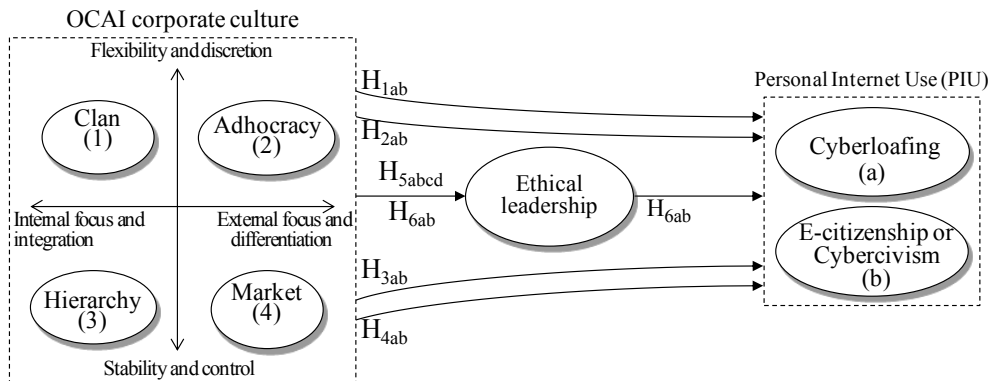 OCAI corporate culture
Flexibility and discretion
Clan
(1)
Adhocracy
(2)
Internal focus and
integration
External focus and
differentiation
Hierarchy
(3)
Market
(4)
Stability and control
H1ab
H2ab
H5abcd
H6ab
Ethical
leadership
H6ab
H3ab
H4ab
Personal Internet Use (PIU)
Cyberloafing
(a)
E-citizenship or
Cybercivism
(b)